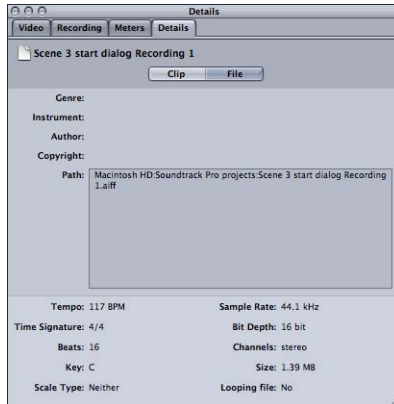 Details
Video Recording Meters Details
Scene 3 start dialog Recording 1
Clip File
Genre:
Instrument:
Author:
Copyright:
Path: Macintosh HD:Soundtrack Pro projects:Scene 3 start dialog Recording
1.aiff
Tempo: 117 BPM Sample Rate: 44.1 kHz
Time Signature: 4/4 Bit Depth: 16 bit
Beats: 16 Channels: stereo
Key: C Size: 1.39 MB
Scale Type: Neither Looping file: No